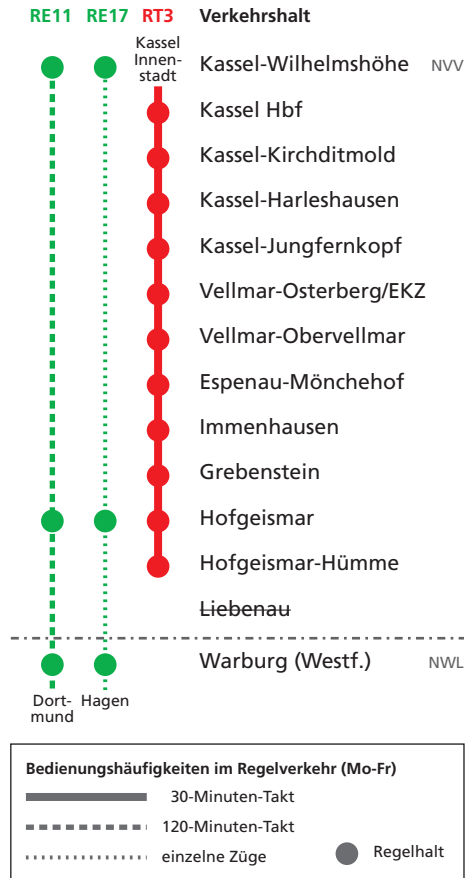 RE11 RE17 RT3 Verkehrshalt
Kassel
Innen-
stadt
Kassel-Wilhelmshöhe NVV
Kassel Hbf
Kassel-Kirchditmold
Kassel-Harleshausen
Kassel-Jungfernkopf
Vellmar-Osterberg/EKZ
Vellmar-Obervellmar
Espenau-Mönchehof
Immenhausen
Grebenstein
Hofgeismar
Hofgeismar-Hümme
Liebenau
Warburg (Westf.) NWL
Dort-
mund
Hagen
Bedienungshäufigkeiten im Regelverkehr (Mo-Fr)
30-Minuten-Takt
120-Minuten-Takt
einzelne Züge
Regelhalt